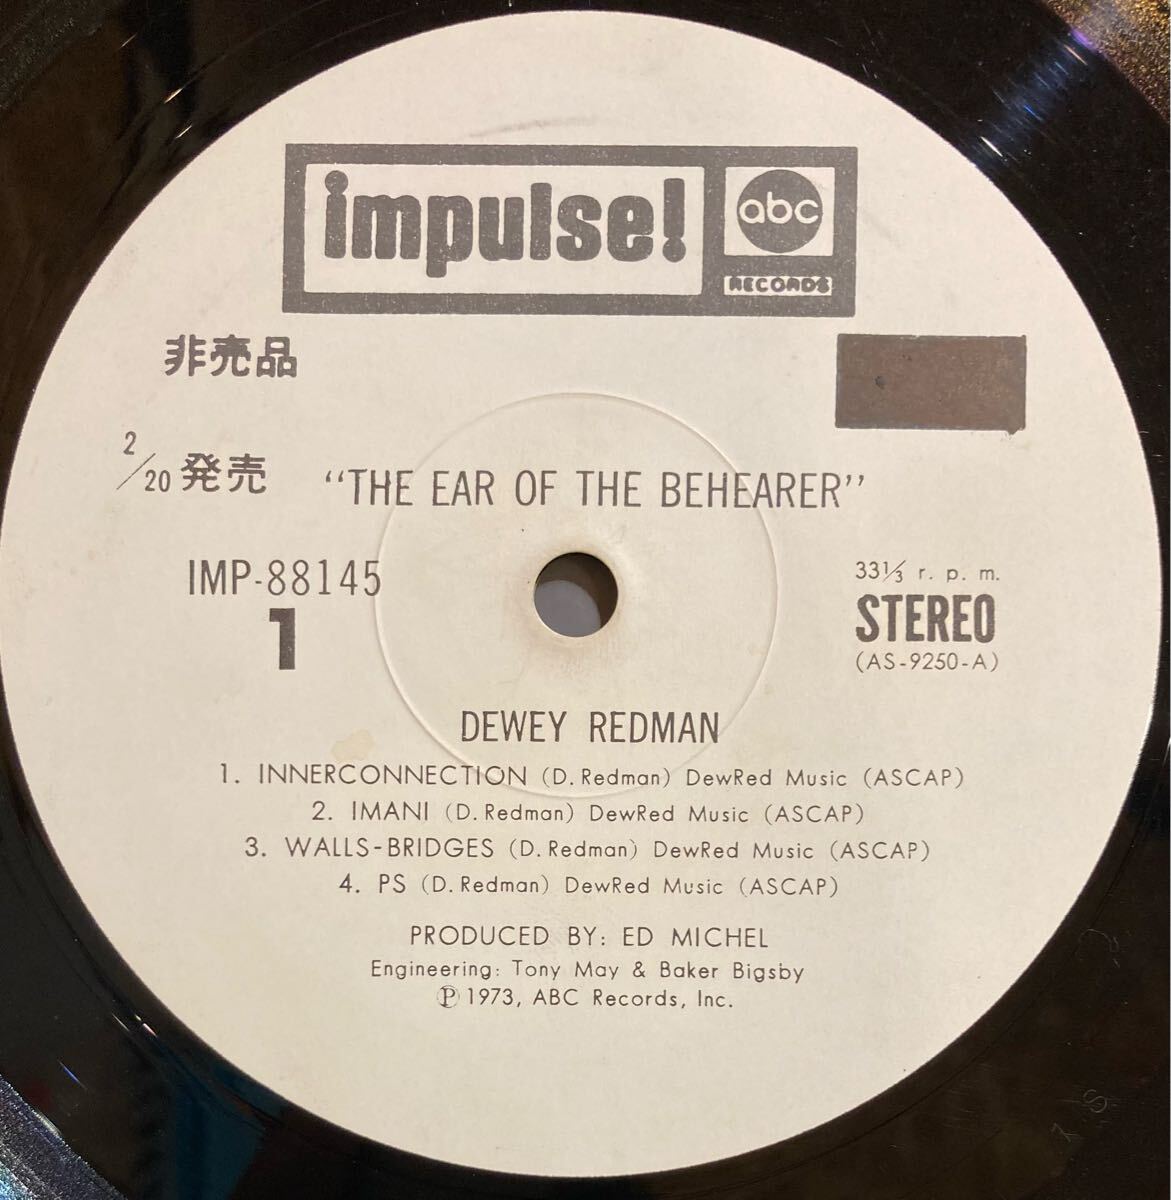 impulse!
abc
RECORDS
非売品
2/20 発売
"THE EAR OF THE BEHEARER"
IMP-88145
1
33⅓ r. p. m.
STEREO
(AS-9250-A)
DEWEY REDMAN
1. INNERCONNECTION (D. Redman) DewRed Music (ASCAP)
2. IMANI (D. Redman) DewRed Music (ASCAP)
3. WALLS-BRIDGES (D. Redman) DewRed Music (ASCAP)
4. PS (D. Redman) DewRed Music (ASCAP)
PRODUCED BY: ED MICHEL
Engineering: Tony May & Baker Bigsby
℗ 1973, ABC Records, Inc.